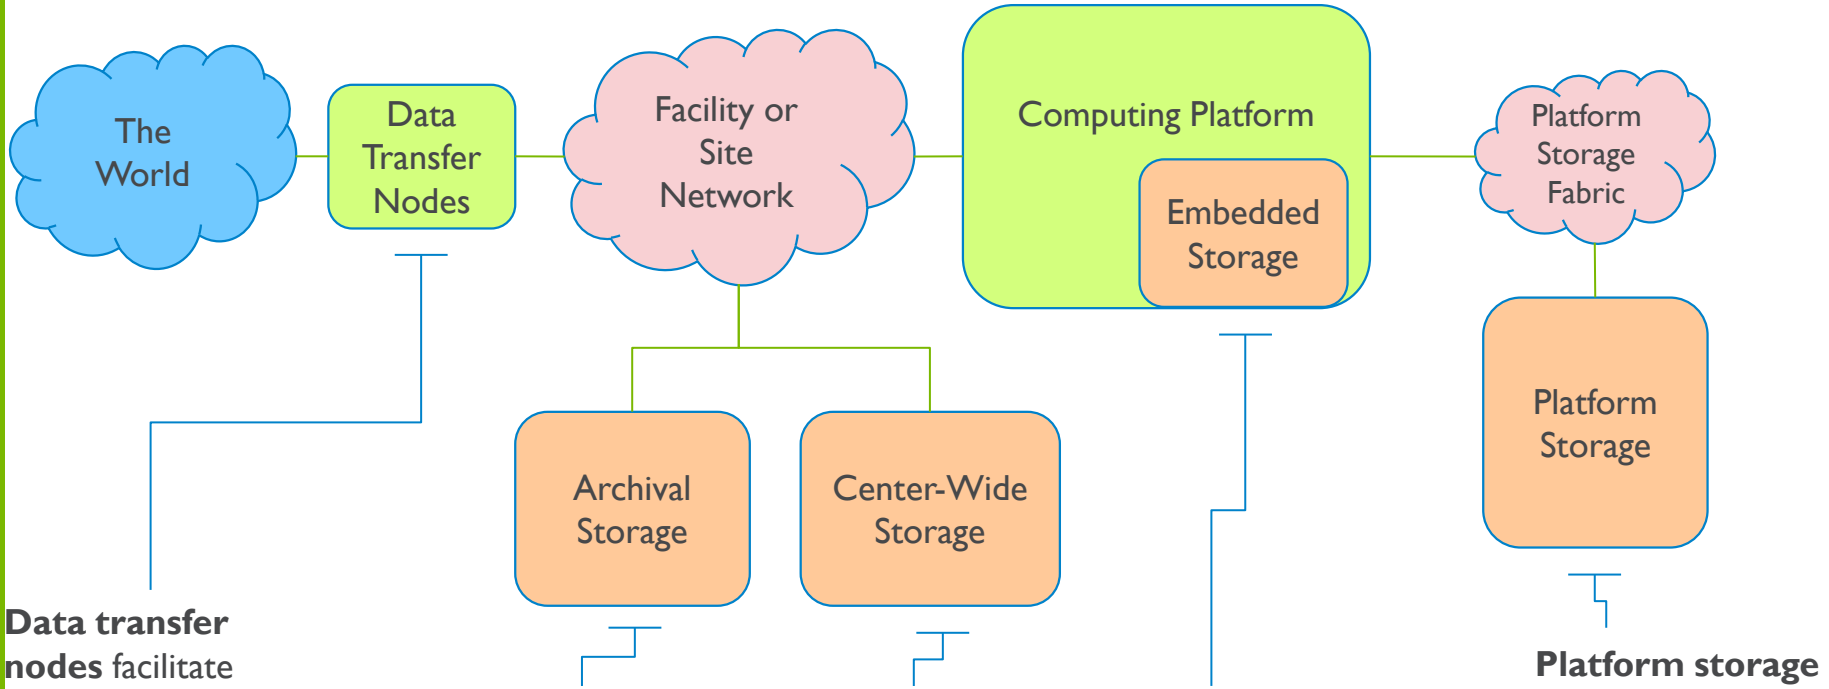 The
World
Data
Transfer
Nodes
Facility or
Site
Network
Computing Platform
Embedded
Storage
Platform
Storage
Fabric
Archival
Storage
Center-Wide
Storage
Platform
Storage
Data transfer
nodes facilitate
Platform storage